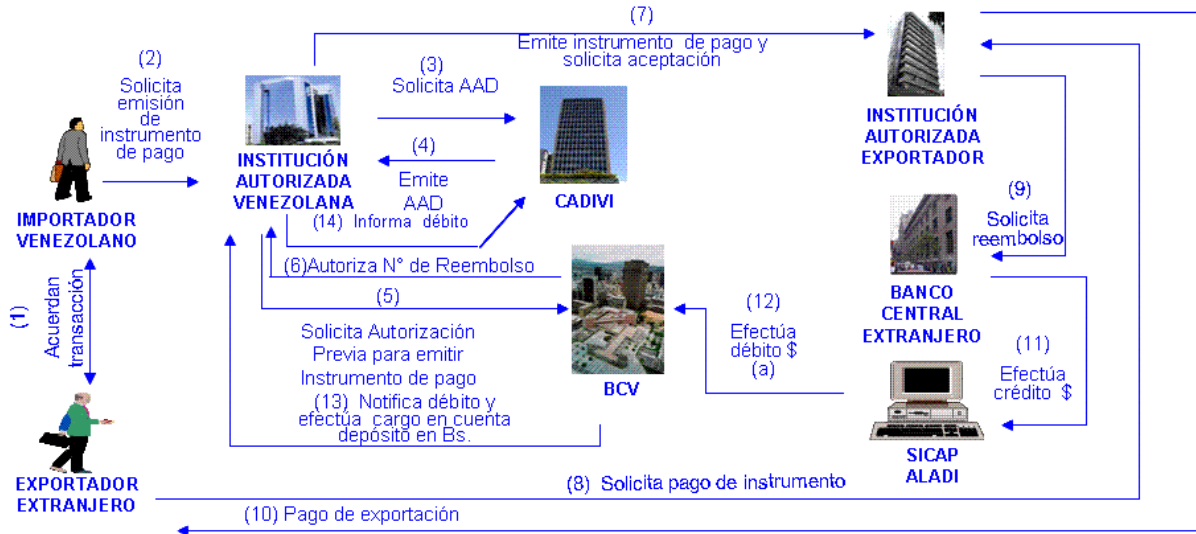 (7)
Emite instrumento de pago y
solicita aceptación
(2)
Solicita
emisión
de
instrumento
de pago
(3)
Solicita AAD
(4)
Emite
AAD
INSTITUCIÓN
AUTORIZADA
VENEZOLANA
CADIVI
INSTITUCIÓN
AUTORIZADA
EXPORTADOR
IMPORTADOR
VENEZOLANO
(14) Informa débito
(6)Autoriza N° de Reembolso
(5)
Solicita Autorización
Previa para emitir
Instrumento de pago
(13) Notifica débito y
efectúa cargo en cuenta
depósito en Bs.
BCV
(9)
Solicita
reembolso
BANCO
CENTRAL
EXTRANJERO
(12)
Efectúa
débito $
(a)
(11)
Efectúa
crédito $
SICAP
ALADI
(1)
Acuerdan
transacción
EXPORTADOR
EXTRANJERO
(8) Solicita pago de instrumento
(10) Pago de exportación